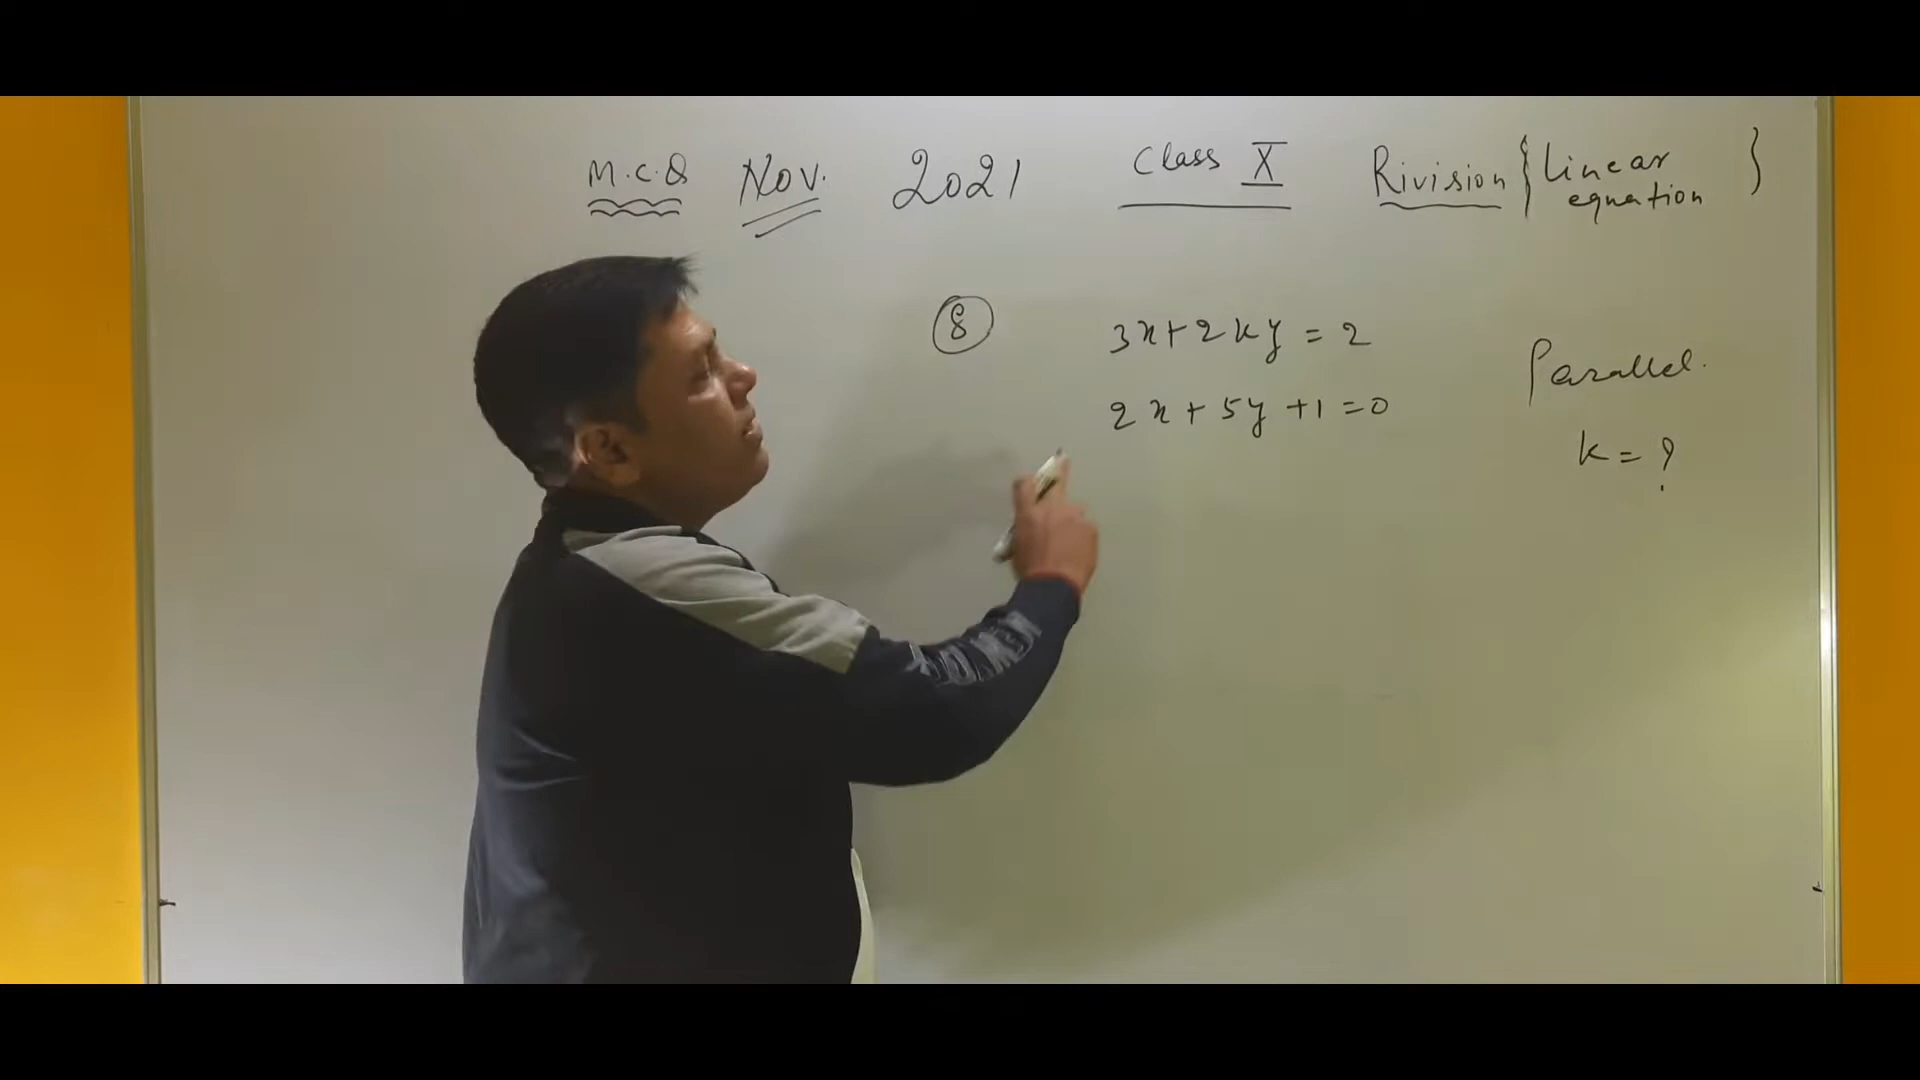 M.C.Q Nov. 2021 Class X Rivision { Linear equation }
8 3x+2ky = 2
2x+5y+1=0
Parallel.
k = ?